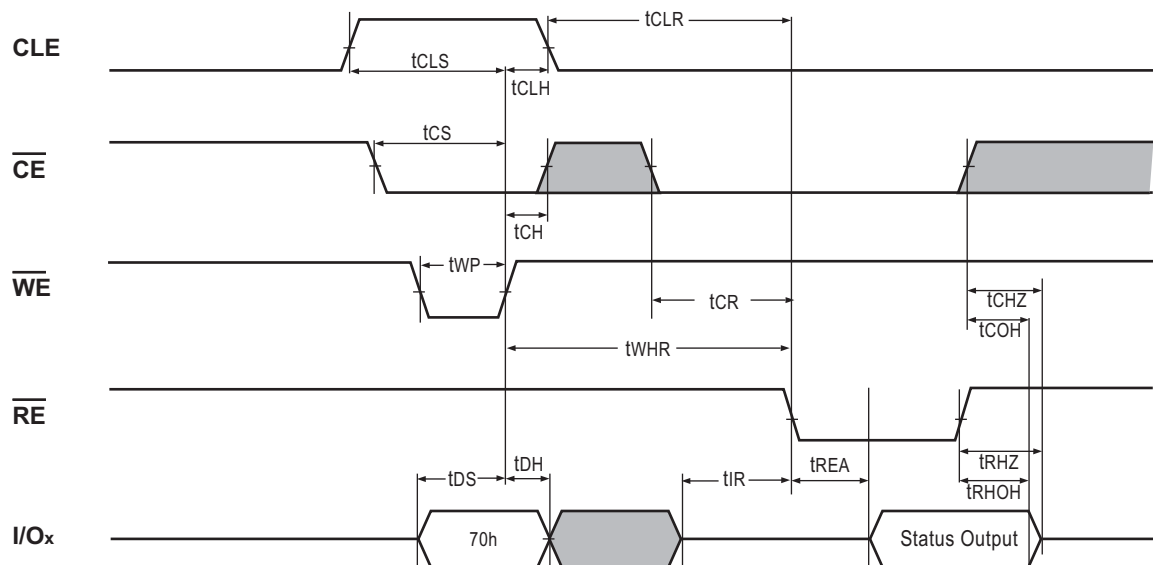 tCLR
CLE
tCLS
tCLH
tCS
CE
tCH
tWP
WE
tCHZ
tCR
tCOH
tWHR
RE
tREA
tRHZ
tDH
tDS
tIR
tRHOH
I/Ox
70h
Status Output